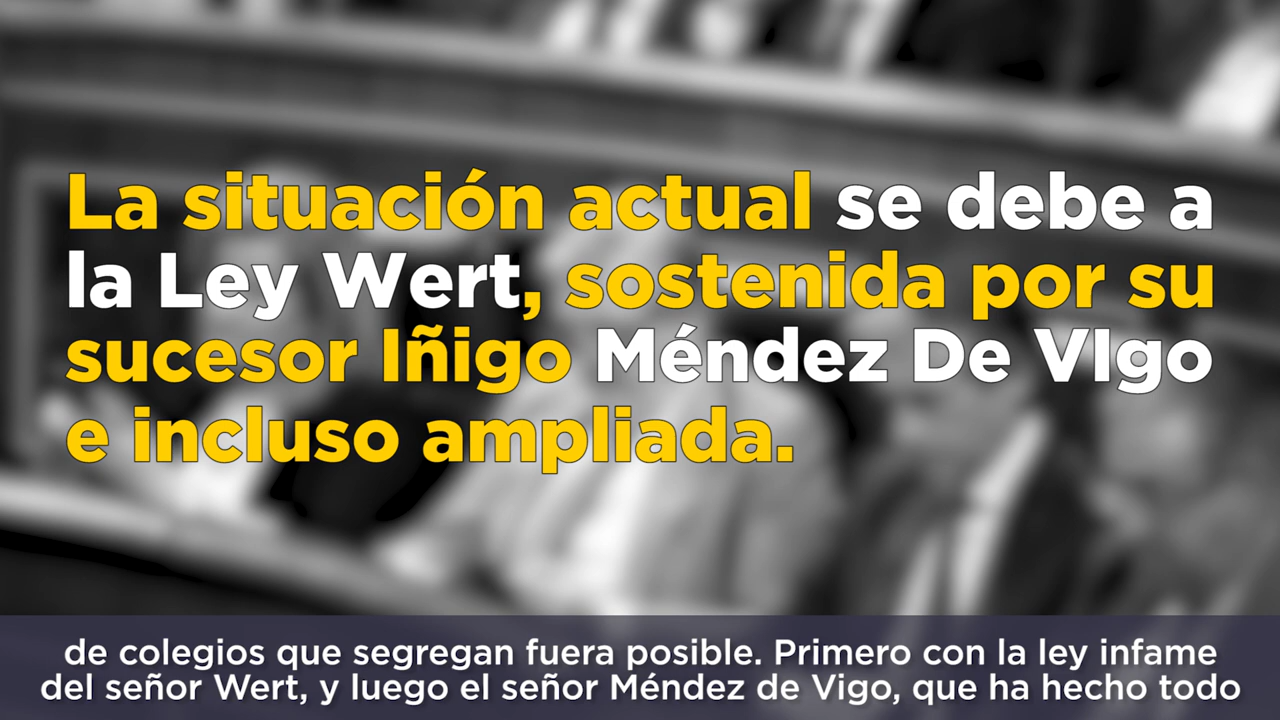 La situación actual se debe a
la Ley Wert, sostenida por su
sucesor Iñigo Méndez De VIgo
e incluso ampliada.
de colegios que segregan fuera posible. Primero con la ley infame
del señor Wert, y luego el señor Méndez de Vigo, que ha hecho todo